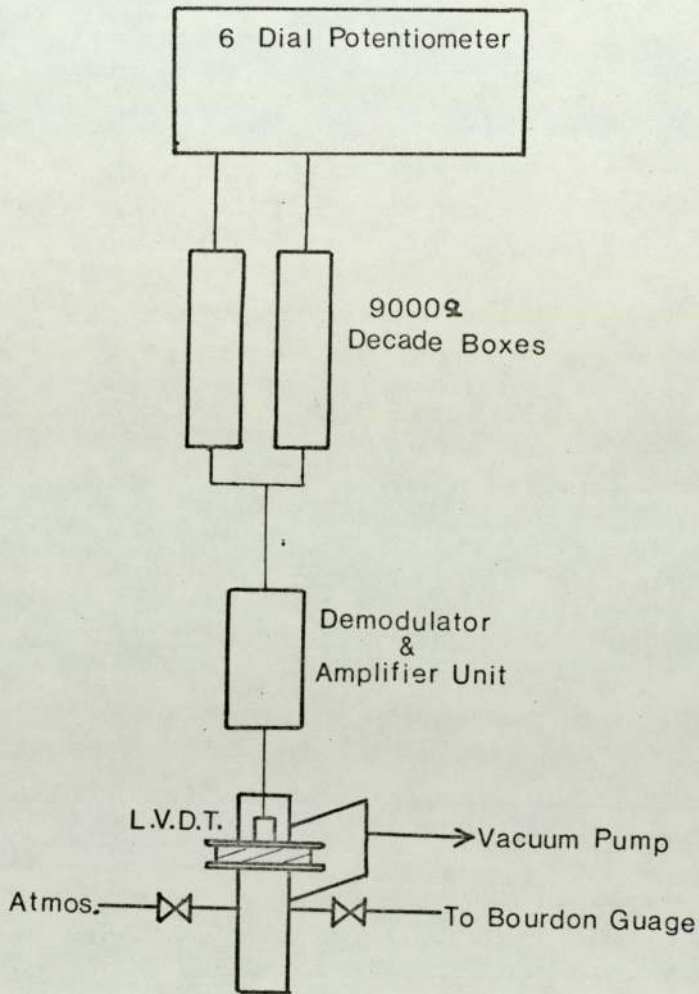 6 Dial Potentiometer
9000Ω
Decade Boxes
Demodulator
&
Amplifier Unit
L.V.D.T.
Vacuum Pump
Atmos.
To Bourdon Guage